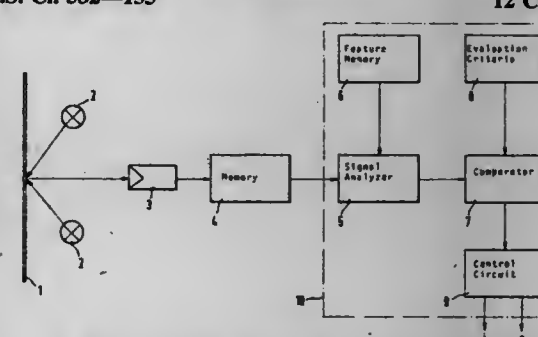 12 C
Feature
Memory
6
Evaluation
Criteria
8
2
3
Memory
4
Signal
Analyzer
5
Comparator
7
2
1
10
Control
Circuit
9